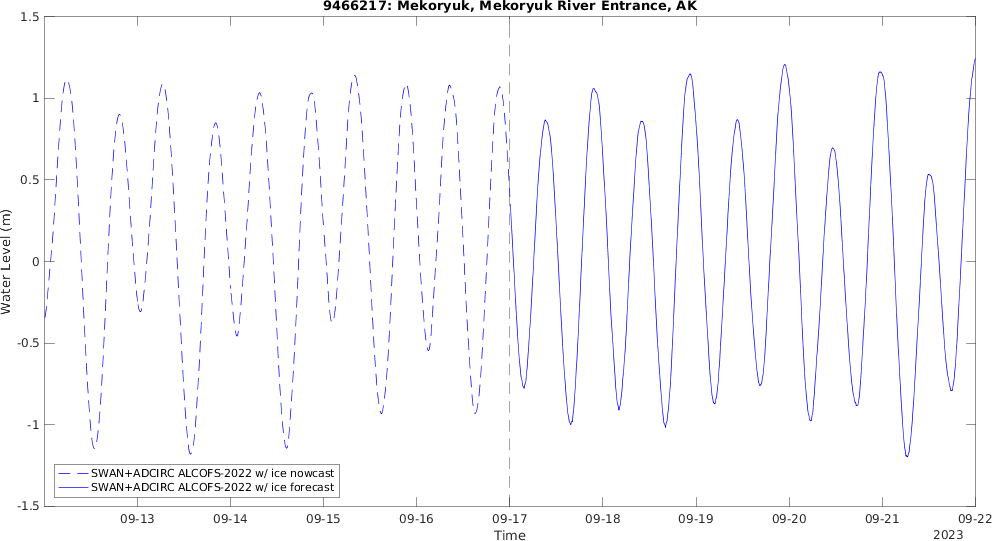 9466217: Mekoryuk, Mekoryuk River Entrance, AK
1.5
1
0.5
0
-0.5
-1
-1.5
Water Level (m)
SWAN+ADCIRC ALCOFS-2022 w/ ice nowcast
SWAN+ADCIRC ALCOFS-2022 w/ ice forecast
09-13 09-14 09-15 09-16 09-17 09-18 09-19 09-20 09-21 09-22
Time
2023